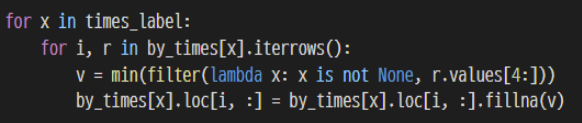 for x in times_label:
    for i, r in by_times[x].iterrows():
        v = min(filter(lambda x: x is not None, r.values[4:]))
        by_times[x].loc[i, :] = by_times[x].loc[i, :].fillna(v)